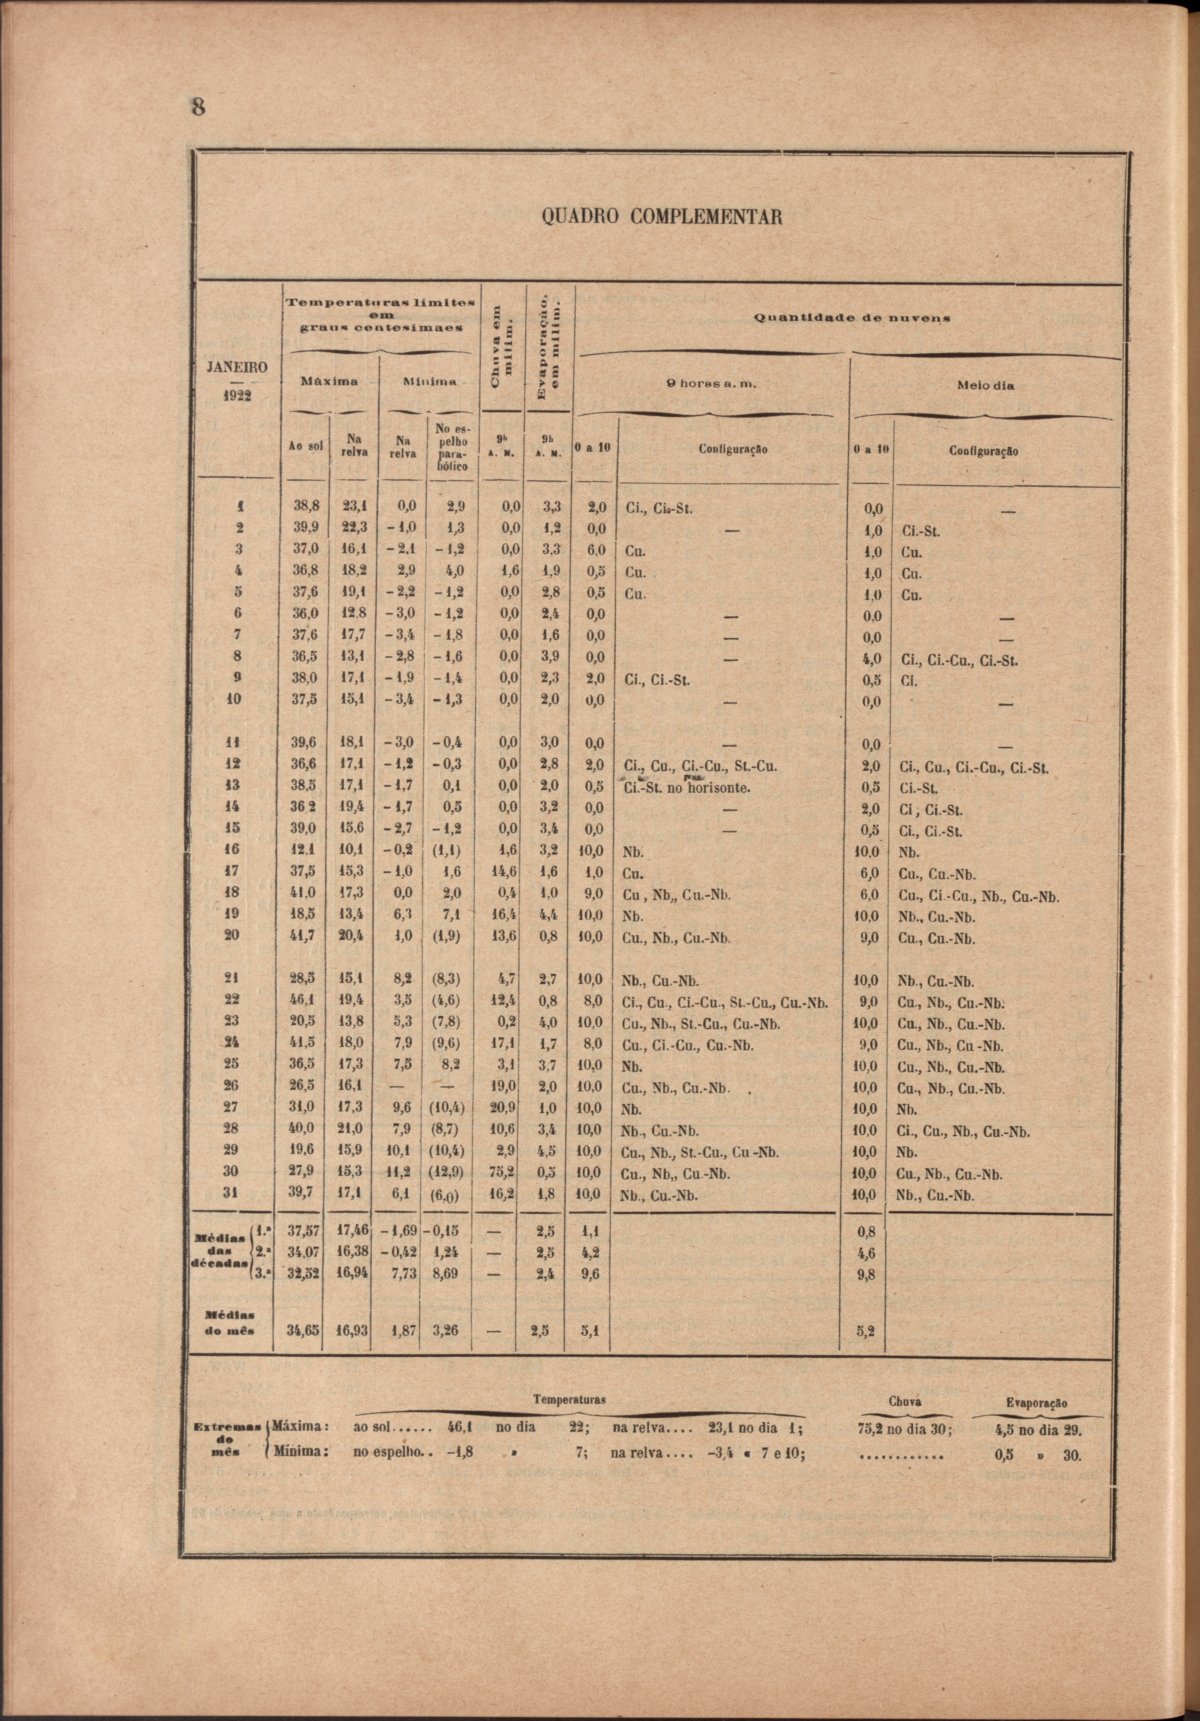 8
QUADRO COMPLEMENTAR
JANEIRO
—
1922
Temperaturas limites
em
graus centesimaes
Chuva em
milim.
Evaporação,
em milim.
Quantidade de nuvens
Máxima Mínima 9 horas a. m. Meio dia
Ao sol Na relva Na relva No espelho parabólico 9h A. M. 9h A. M. 0 a 10 Configuração 0 a 10 Configuração
1 38,8 23,1 0,0 2,9 0,0 3,3 2,0 Ci., Ci.-St. 0,0 —
2 39,9 22,3 -1,0 1,3 0,0 1,2 0,0 — 1,0 Ci.-St.
3 37,0 16,1 -2,1 -1,2 0,0 3,3 6,0 Cu. 1,0 Cu.
4 36,8 18,2 2,9 4,0 1,6 1,9 0,5 Cu. 1,0 Cu.
5 37,6 19,1 -2,2 -1,2 0,0 2,8 0,5 Cu. 1,0 Cu.
6 36,0 12,8 -3,0 -1,2 0,0 2,4 0,0 — 0,0 —
7 37,6 17,7 -3,4 -1,8 0,0 1,6 0,0 — 0,0 —
8 36,5 13,1 -2,8 -1,6 0,0 3,9 0,0 — 4,0 Ci., Ci.-Cu., Ci.-St.
9 38,0 17,1 -1,9 -1,4 0,0 2,3 2,0 Ci., Ci.-St. 0,5 Ci.
10 37,5 15,1 -3,4 -1,3 0,0 2,0 0,0 — 0,0 —
11 39,6 18,1 -3,0 -0,4 0,0 3,0 0,0 — 0,0 —
12 36,6 17,1 -1,2 -0,3 0,0 2,8 2,0 Ci., Cu., Ci.-Cu., St.-Cu. 2,0 Ci., Cu., Ci.-Cu., Ci.-St.
13 38,5 17,1 -1,7 0,1 0,0 2,0 0,5 Ci.-St. no horisonte. 0,5 Ci.-St.
14 36 2 19,4 -1,7 0,5 0,0 3,2 0,0 — 2,0 Ci , Ci.-St.
15 39,0 15,6 -2,7 -1,2 0,0 3,4 0,0 — 0,5 Ci., Ci.-St.
16 12,1 10,1 -0,2 (1,1) 1,6 3,2 10,0 Nb. 10,0 Nb.
17 37,5 15,3 -1,0 1,6 14,6 1,6 1,0 Cu. 6,0 Cu., Cu.-Nb.
18 41,0 17,3 0,0 2,0 0,4 1,0 9,0 Cu , Nb,, Cu.-Nb. 6,0 Cu., Ci.-Cu., Nb., Cu.-Nb.
19 18,5 13,4 6,3 7,1 16,4 4,4 10,0 Nb. 10,0 Nb., Cu.-Nb.
20 41,7 20,4 1,0 (1,9) 13,6 0,8 10,0 Cu., Nb., Cu.-Nb. 9,0 Cu., Cu.-Nb.
21 28,5 15,1 8,2 (8,3) 4,7 2,7 10,0 Nb., Cu.-Nb. 10,0 Nb., Cu.-Nb.
22 46,1 19,4 3,5 (4,6) 12,4 0,8 8,0 Ci., Cu., Ci.-Cu., St.-Cu., Cu.-Nb. 9,0 Cu., Nb., Cu.-Nb.
23 20,5 13,8 5,3 (7,8) 0,2 4,0 10,0 Cu., Nb., St.-Cu., Cu.-Nb. 10,0 Cu., Nb., Cu.-Nb.
24 41,5 18,0 7,9 (9,6) 17,1 1,7 8,0 Cu., Ci.-Cu., Cu.-Nb. 9,0 Cu., Nb., Cu -Nb.
25 36,5 17,3 7,5 8,2 3,1 3,7 10,0 Nb. 10,0 Cu., Nb., Cu.-Nb.
26 26,5 16,1 — — 19,0 2,0 10,0 Cu., Nb., Cu.-Nb. 10,0 Cu., Nb., Cu.-Nb.
27 31,0 17,3 9,6 (10,4) 20,9 1,0 10,0 Nb. 10,0 Nb.
28 40,0 21,0 7,9 (8,7) 10,6 3,4 10,0 Nb., Cu.-Nb. 10,0 Ci., Cu., Nb., Cu.-Nb.
29 19,6 15,9 10,1 (10,4) 2,9 4,5 10,0 Cu., Nb., St.-Cu., Cu -Nb. 10,0 Nb.
30 27,9 15,3 11,2 (12,9) 75,2 0,5 10,0 Cu., Nb,, Cu.-Nb. 10,0 Cu., Nb., Cu.-Nb.
31 39,7 17,1 6,1 (6,0) 16,2 1,8 10,0 Nb., Cu.-Nb. 10,0 Nb., Cu.-Nb.
Médias das décadas
1.ª 37,57 17,46 -1,69 -0,15 — 2,5 1,1 0,8
2.ª 34,07 16,38 -0,42 1,24 — 2,5 4,2 4,6
3.ª 32,52 16,94 7,73 8,69 — 2,4 9,6 9,8
Médias
do mês 34,65 16,93 1,87 3,26 — 2,5 5,1 5,2
Temperaturas Chuva Evaporação
Extremas do mês
Máxima: ao sol...... 46,1 no dia 22; na relva.... 23,1 no dia 1; 75,2 no dia 30; 4,5 no dia 29.
Mínima: no espelho.. -1,8 » 7; na relva.... -3,4 « 7 e 10; ............ 0,5 » 30.